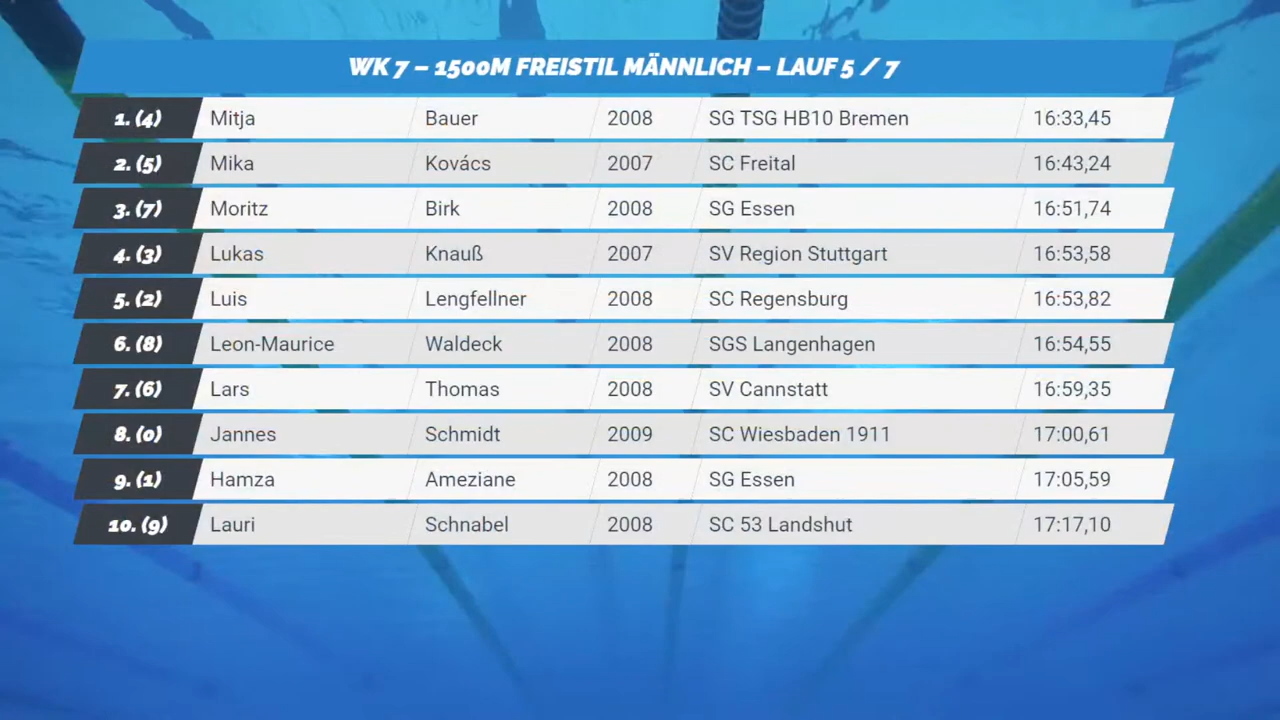 WK 7 – 1500M FREISTIL MÄNNLICH – LAUF 5 / 7
1. (4) Mitja Bauer 2008 SG TSG HB10 Bremen 16:33,45
2. (5) Mika Kovács 2007 SC Freital 16:43,24
3. (7) Moritz Birk 2008 SG Essen 16:51,74
4. (3) Lukas Knauß 2007 SV Region Stuttgart 16:53,58
5. (2) Luis Lengfellner 2008 SC Regensburg 16:53,82
6. (8) Leon-Maurice Waldeck 2008 SGS Langenhagen 16:54,55
7. (6) Lars Thomas 2008 SV Cannstatt 16:59,35
8. (0) Jannes Schmidt 2009 SC Wiesbaden 1911 17:00,61
9. (1) Hamza Ameziane 2008 SG Essen 17:05,59
10. (9) Lauri Schnabel 2008 SC 53 Landshut 17:17,10